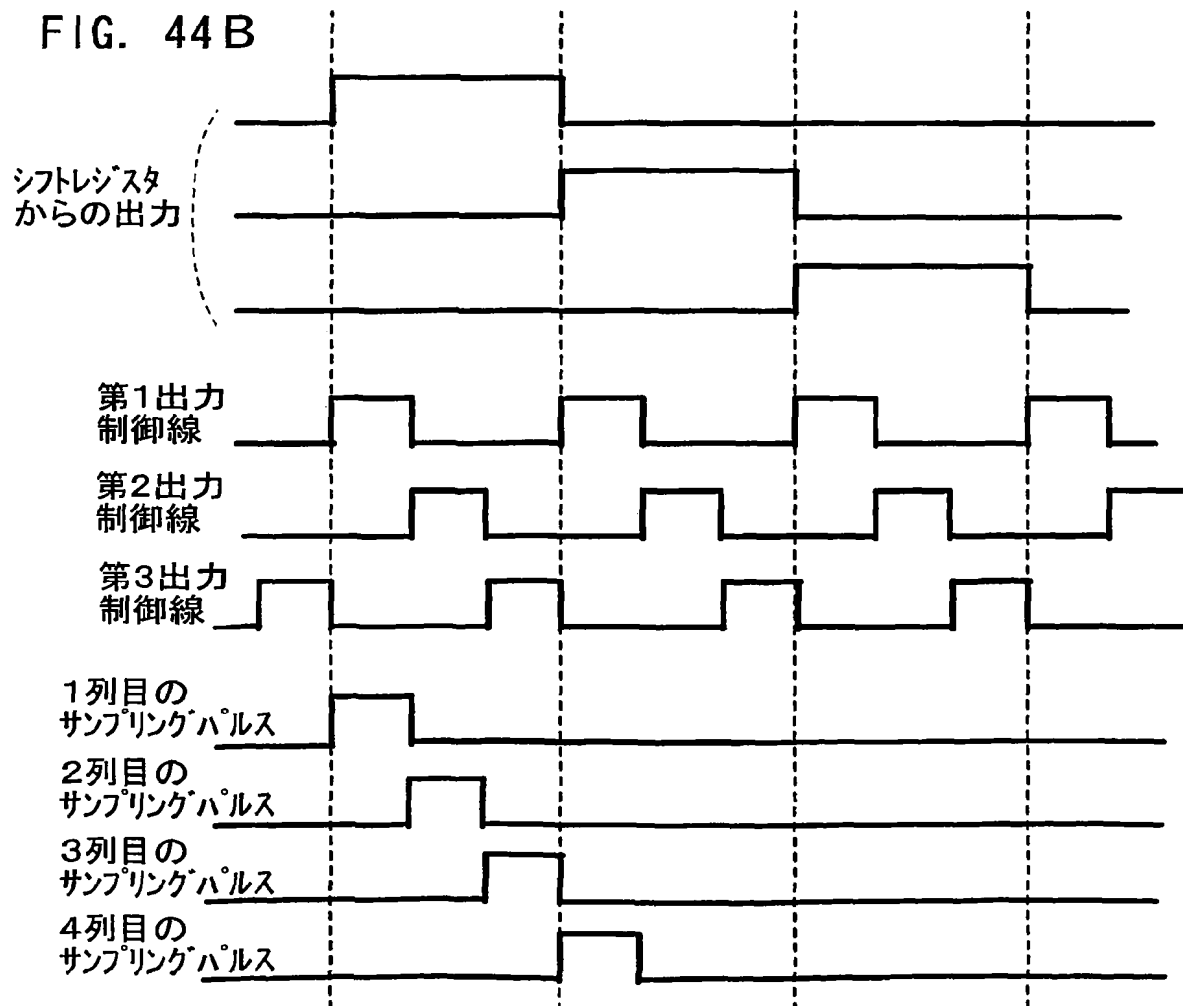 FIG. 44B
シフトレジスタ
からの出力
第1出力
制御線
第2出力
制御線
第3出力
制御線
1列目の
サンプリングパルス
2列目の
サンプリングパルス
3列目の
サンプリングパルス
4列目の
サンプリングパルス